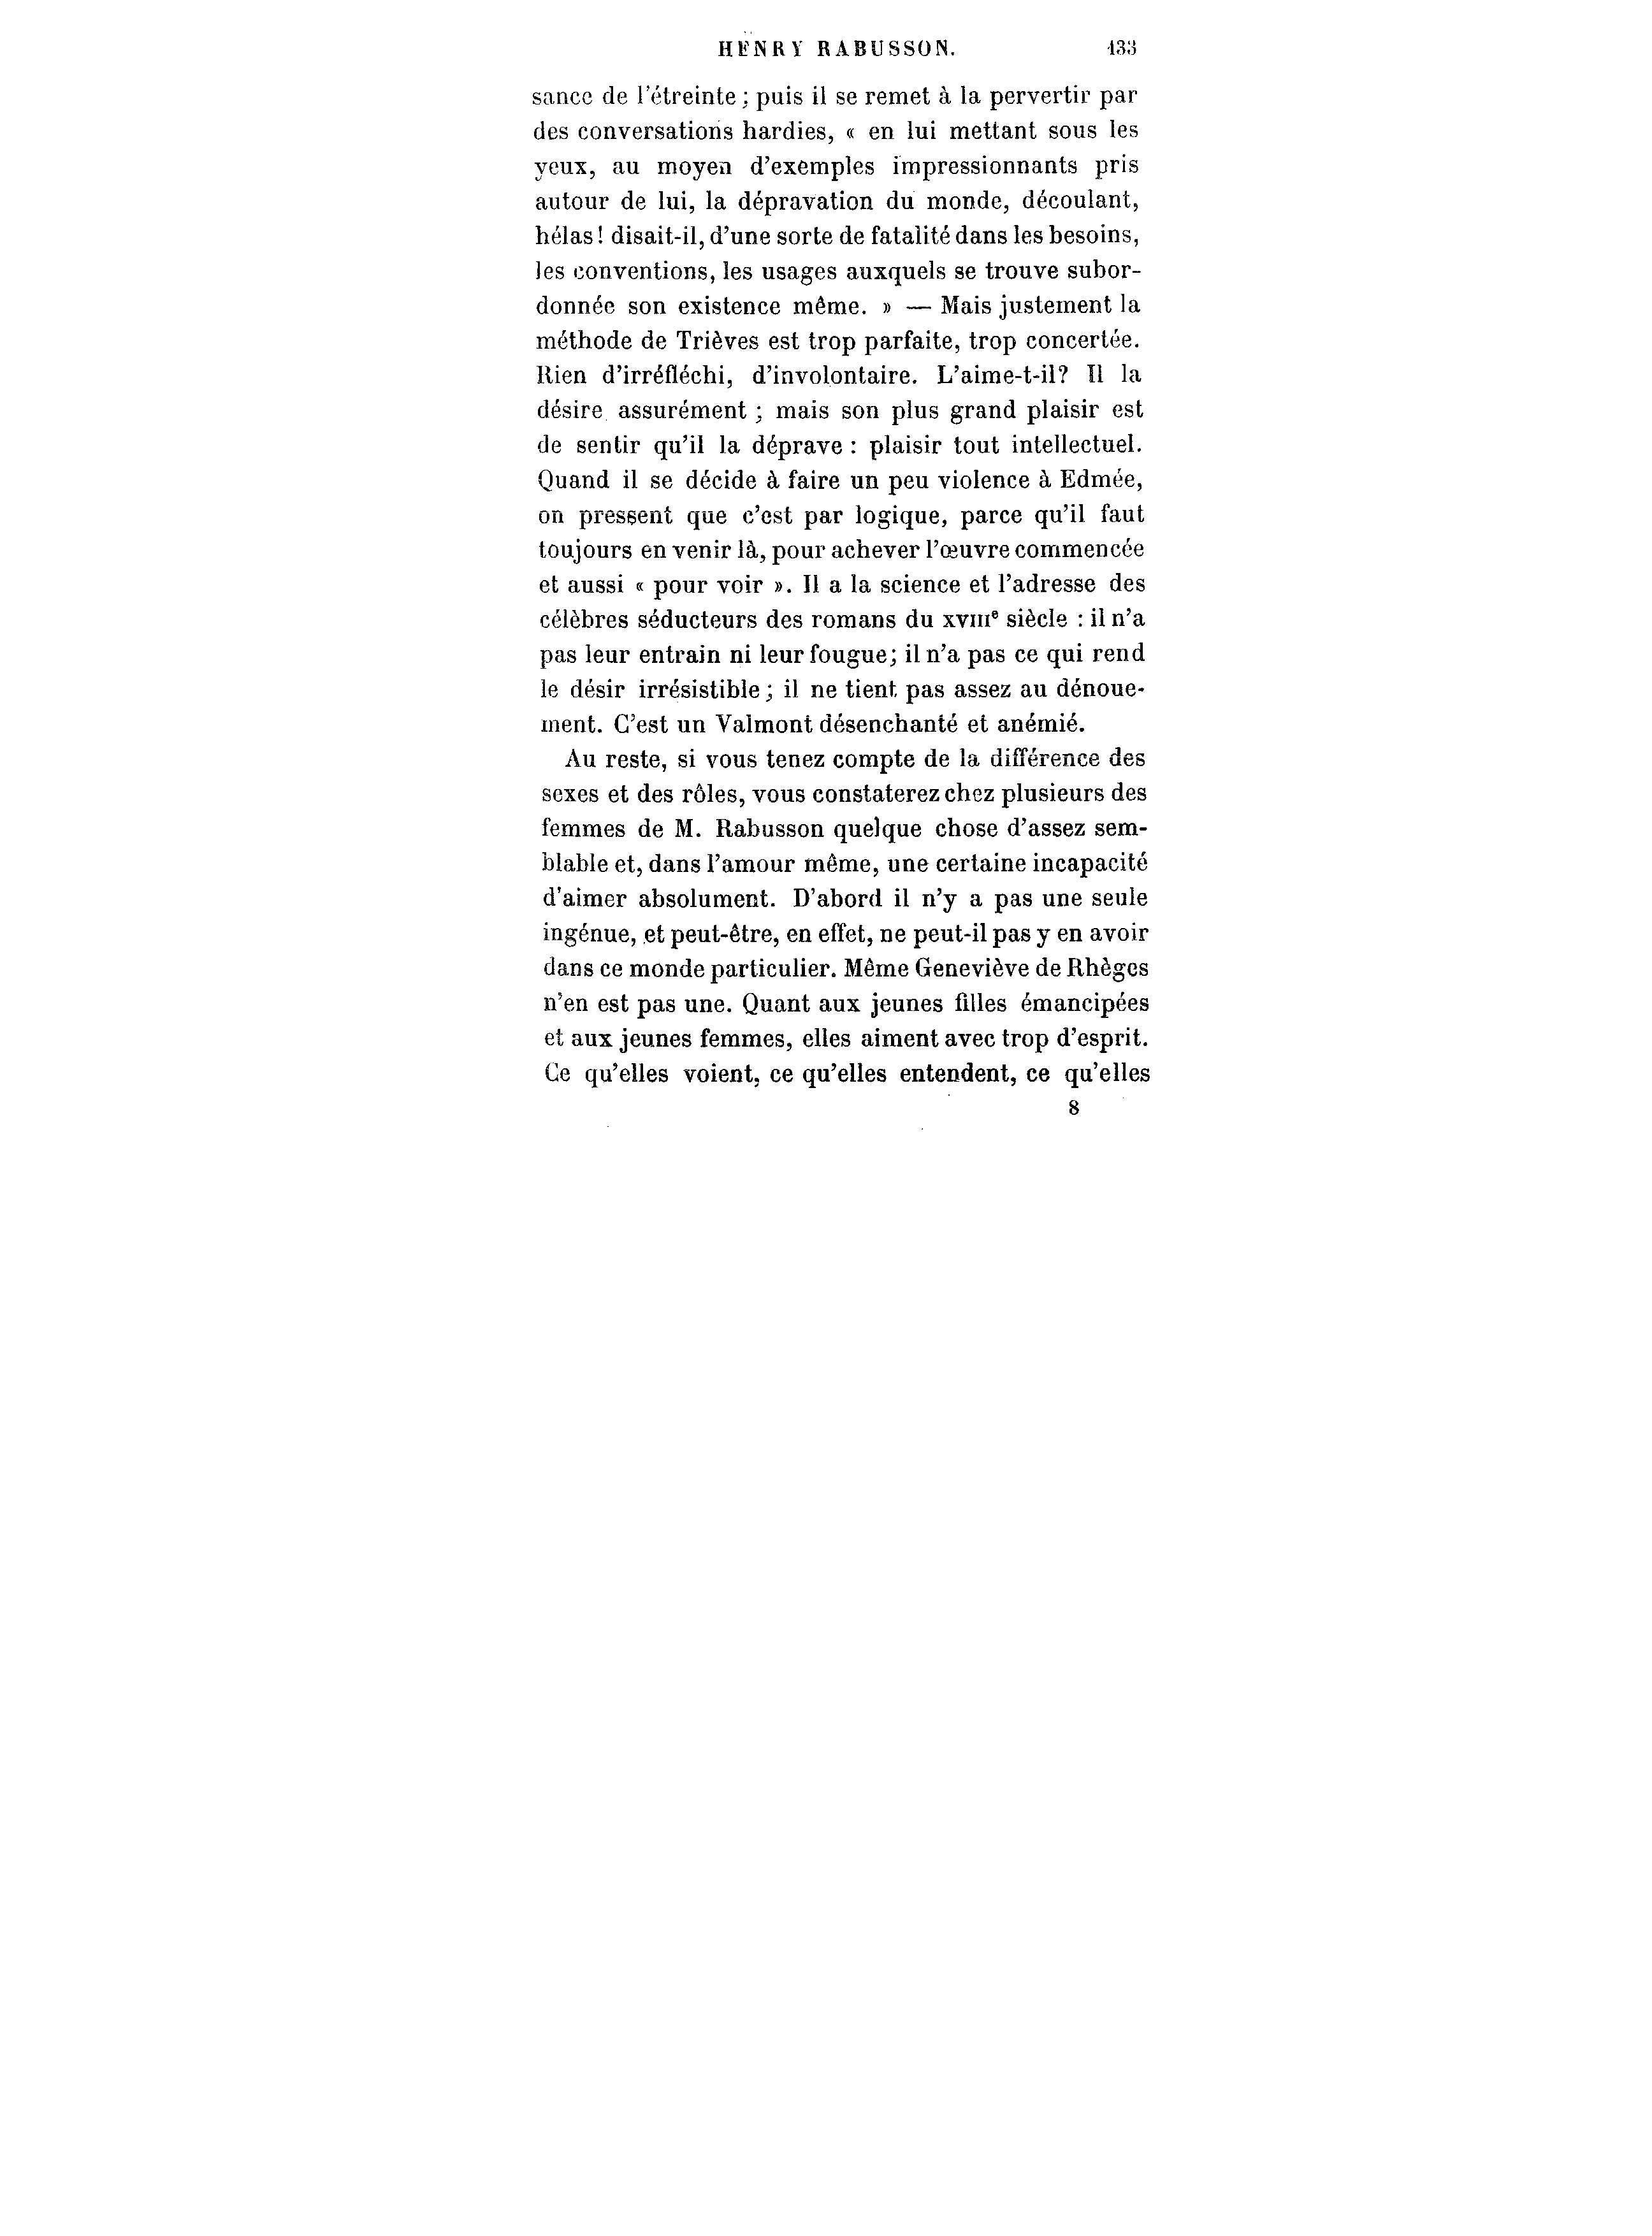 HENRY RABUSSON. 133
sance de l'étreinte ; puis il se remet à la pervertir par
des conversations hardies, « en lui mettant sous les
yeux, au moyen d'exemples impressionnants pris
autour de lui, la dépravation du monde, découlant,
hélas ! disait-il, d'une sorte de fatalité dans les besoins,
les conventions, les usages auxquels se trouve subor-
donnée son existence même. » — Mais justement la
méthode de Trièves est trop parfaite, trop concertée.
Rien d'irréfléchi, d'involontaire. L'aime-t-il? Il la
désire assurément ; mais son plus grand plaisir est
de sentir qu'il la déprave : plaisir tout intellectuel.
Quand il se décide à faire un peu violence à Edmée,
on pressent que c'est par logique, parce qu'il faut
toujours en venir là, pour achever l'œuvre commencée
et aussi « pour voir ». Il a la science et l'adresse des
célèbres séducteurs des romans du XVIIIe siècle : il n'a
pas leur entrain ni leur fougue; il n'a pas ce qui rend
le désir irrésistible ; il ne tient pas assez au dénoue-
ment. C'est un Valmont désenchanté et anémié.
Au reste, si vous tenez compte de la différence des
sexes et des rôles, vous constaterez chez plusieurs des
femmes de M. Rabusson quelque chose d'assez sem-
blable et, dans l'amour même, une certaine incapacité
d'aimer absolument. D'abord il n'y a pas une seule
ingénue, et peut-être, en effet, ne peut-il pas y en avoir
dans ce monde particulier. Même Geneviève de Rhèges
n'en est pas une. Quant aux jeunes filles émancipées
et aux jeunes femmes, elles aiment avec trop d'esprit.
Ce qu'elles voient, ce qu'elles entendent, ce qu'elles
8